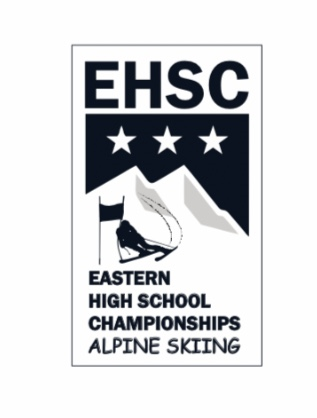 EHSC
EASTERN
HIGH SCHOOL
CHAMPIONSHIPS
ALPINE SKIING